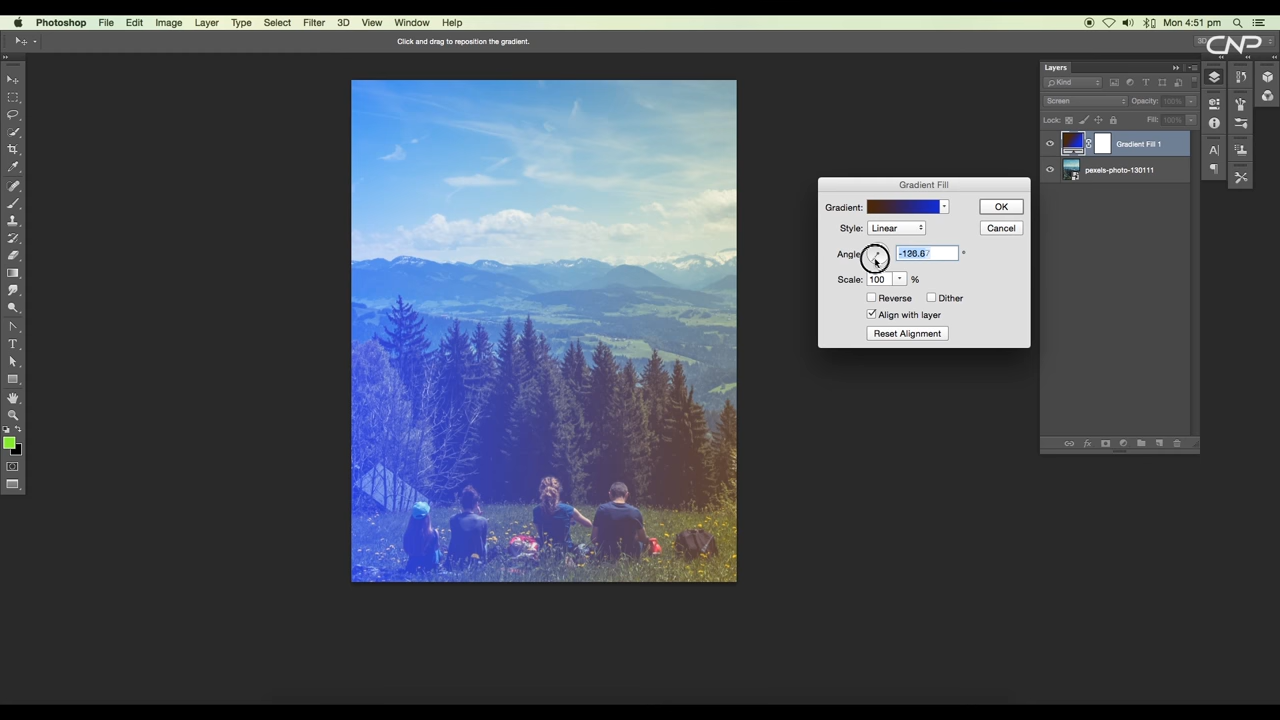 Photoshop File Edit Image Layer Type Select Filter 3D View Window Help Mon 4:51 pm
Click and drag to reposition the gradient.
CNP
Layers
Kind
Screen Opacity: 100%
Lock: Fill: 100%
Gradient Fill 1
pexels-photo-130111
Gradient Fill
Gradient: OK
Style: Linear Cancel
Angle °
Scale: 100 %
Reverse Dither
Align with layer
Reset Alignment